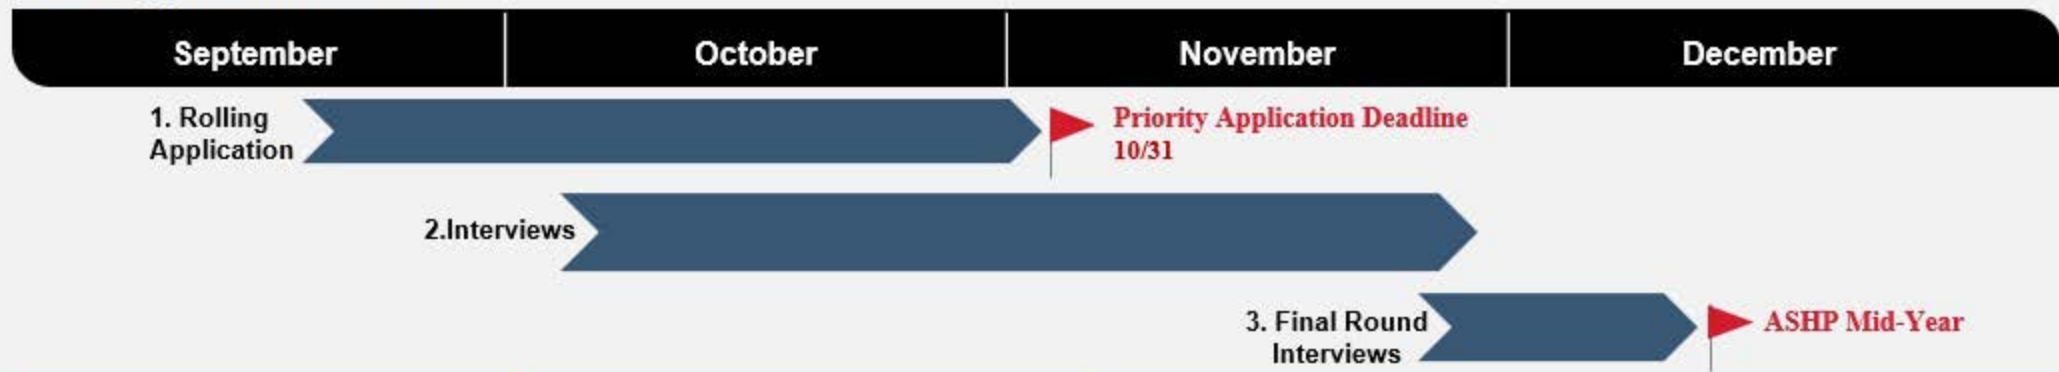 September October November December
1. Rolling
Application
Priority Application Deadline
10/31
2.Interviews
3. Final Round
Interviews
ASHP Mid-Year